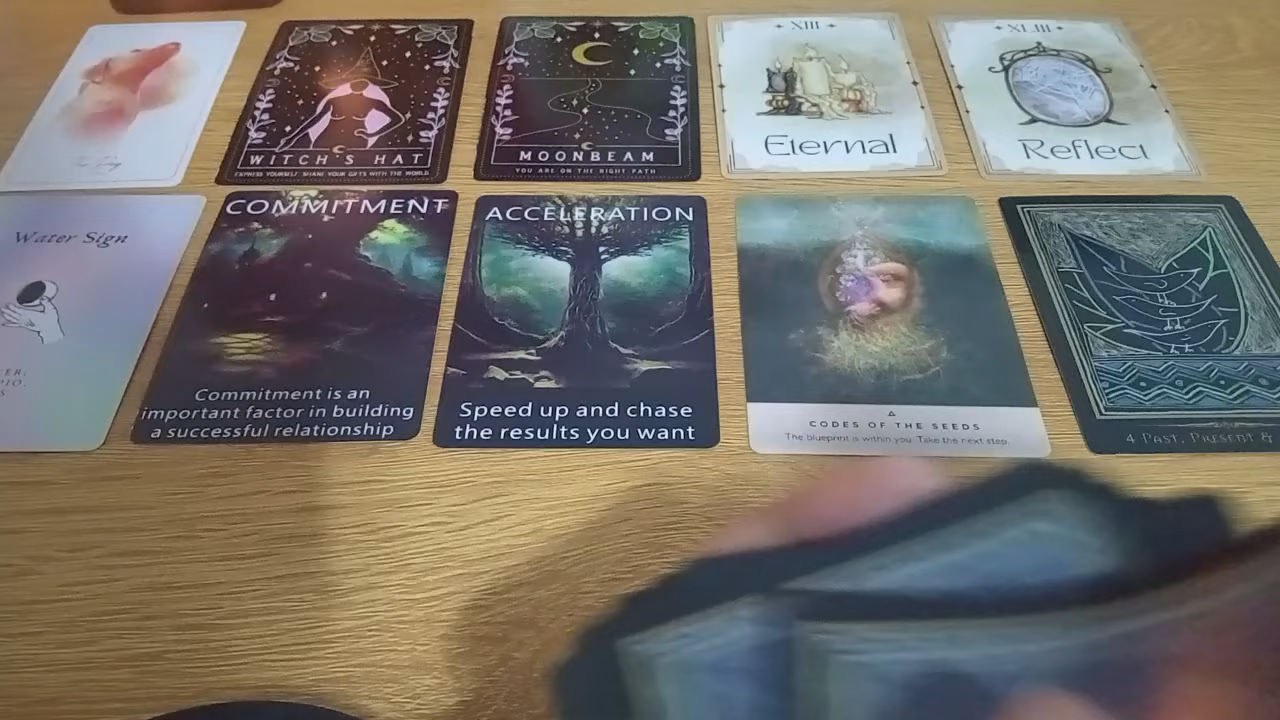 WITCH'S HAT
EXPRESS YOURSELF. SHARE YOUR GIFTS WITH THE WORLD
MOONBEAM
YOU ARE ON THE RIGHT PATH
XIII
Eternal
XLIII
Reflect
Water Sign
COMMITMENT
Commitment is an
important factor in building
a successful relationship
ACCELERATION
Speed up and chase
the results you want
CODES OF THE SEEDS
The blueprint is within you. Take the next step.
4 PAST, PRESENT &